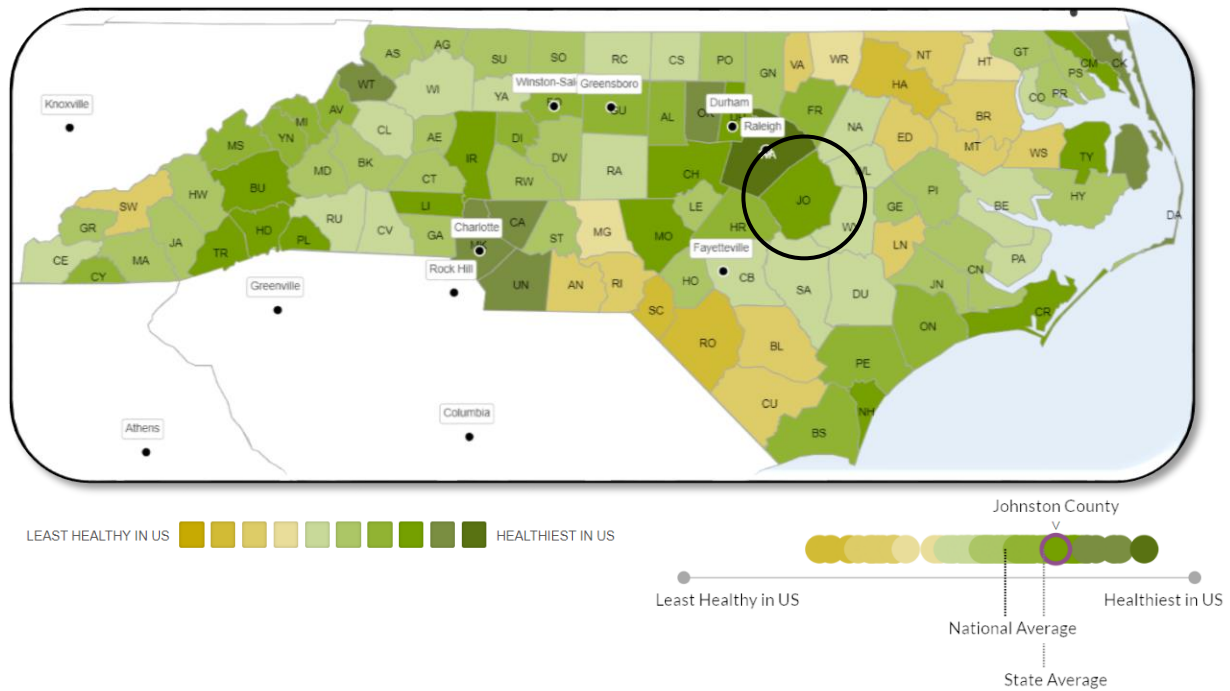 AS
AG
SU
SO
RC
CS
PO
GN
VA
WR
NT
HT
GT
CM
CK
WT
WI
YA
Winston-Sal
Greensboro
GU
AL
Durham
Raleigh
FR
HA
BR
CO
PR
PS
Knoxville
AV
MI
YN
MS
CL
AE
IR
DI
DV
RA
CH
NA
ED
MT
WS
TY
BU
MD
BK
CT
RW
LE
JO
PI
HY
SW
HW
HD
TR
PL
RU
CV
LI
GA
Charlotte
CA
ST
MG
MO
HR
GE
BE
DA
GR
JA
MA
CE
CY
Rock Hill
UN
AN
RI
Fayetteville
HO
CB
SA
DU
LN
JN
CN
PA
CR
Greenville
SC
RO
BL
PE
ON
CU
BS
NH
Columbia
Athens
LEAST HEALTHY IN US
HEALTHIEST IN US
Johnston County
Least Healthy in US
Healthiest in US
National Average
State Average